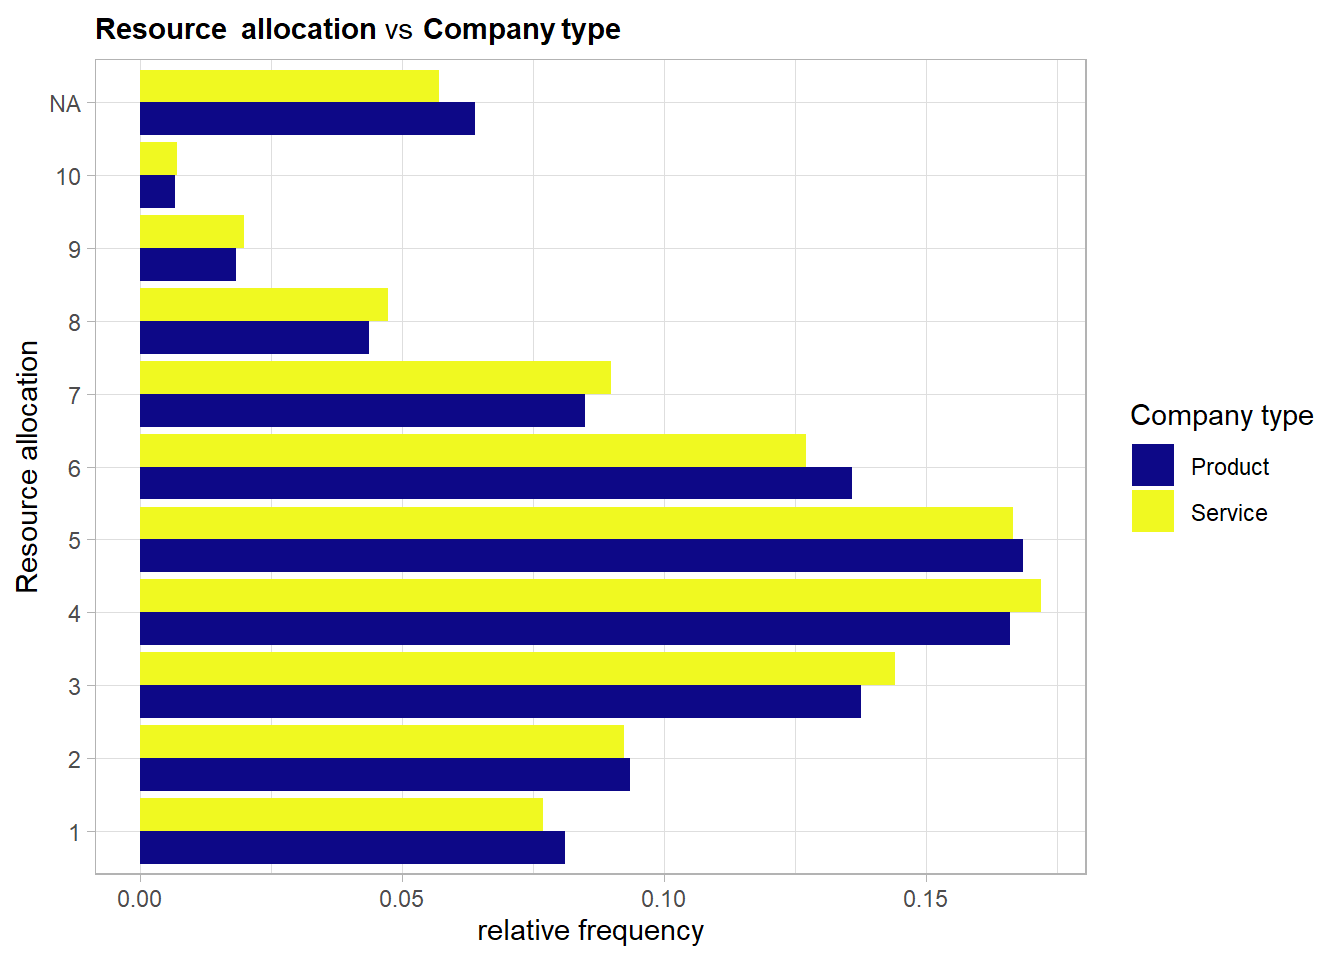 Resource allocation vs Company type
NA
10
9
8
7
6
5
4
3
2
1
Resource allocation
0.00 0.05 0.10 0.15
relative frequency
Company type
Product
Service